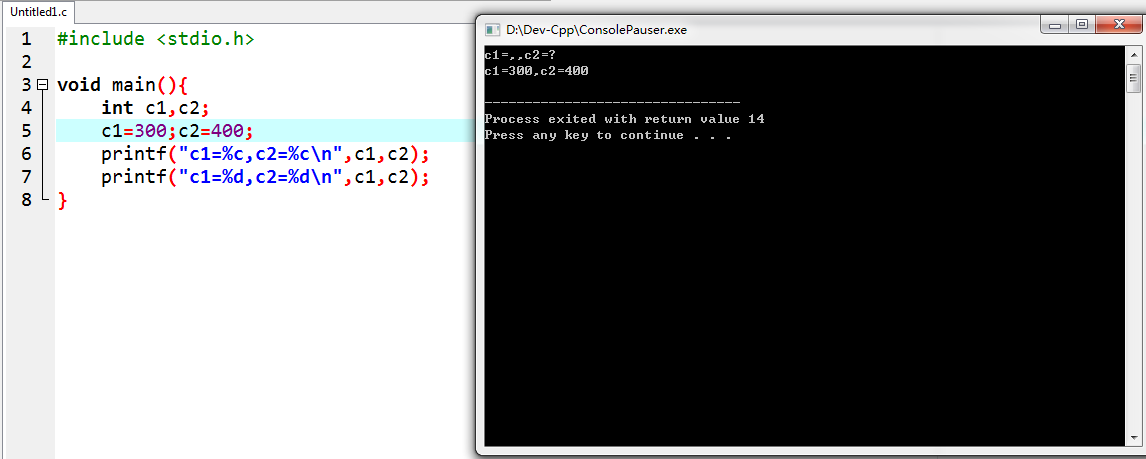 Untitled1.c
1 #include <stdio.h>
2
3 void main(){
4 int c1,c2;
5 c1=300;c2=400;
6 printf("c1=%c,c2=%c\n",c1,c2);
7 printf("c1=%d,c2=%d\n",c1,c2);
8 }
D:\Dev-Cpp\ConsolePauser.exe
c1=,,c2=?
c1=300,c2=400
--------------------------------
Process exited with return value 14
Press any key to continue . . .